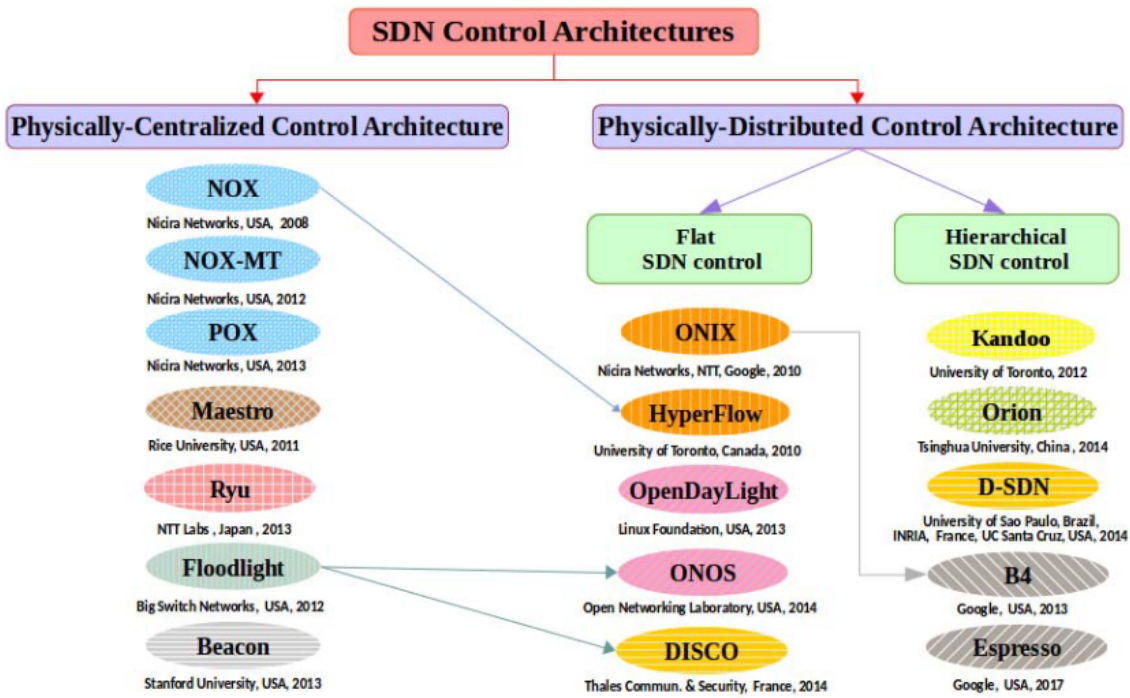 SDN Control Architectures
Physically-Centralized Control Architecture
Physically-Distributed Control Architecture
NOX
Nicira Networks, USA, 2008
NOX-MT
Nicira Networks, USA, 2012
POX
Nicira Networks, USA, 2013
Maestro
Rice University, USA, 2011
Ryu
NTT Labs , Japan , 2013
Floodlight
Big Switch Networks, USA, 2012
Beacon
Stanford University, USA, 2013
Flat
SDN control
ONIX
Nicira Networks, NTT, Google, 2010
HyperFlow
University of Toronto, Canada, 2010
OpenDayLight
Linux Foundation, USA, 2013
ONOS
Open Networking Laboratory, USA, 2014
DISCO
Thales Commun. & Security, France, 2014
Hierarchical
SDN control
Kandoo
University of Toronto, 2012
Orion
Tsinghua University, China , 2014
D-SDN
University of Sao Paulo, Brazil,
INRIA, France, UC Santa Cruz, USA, 2014
B4
Google, USA, 2013
Espresso
Google, USA, 2017